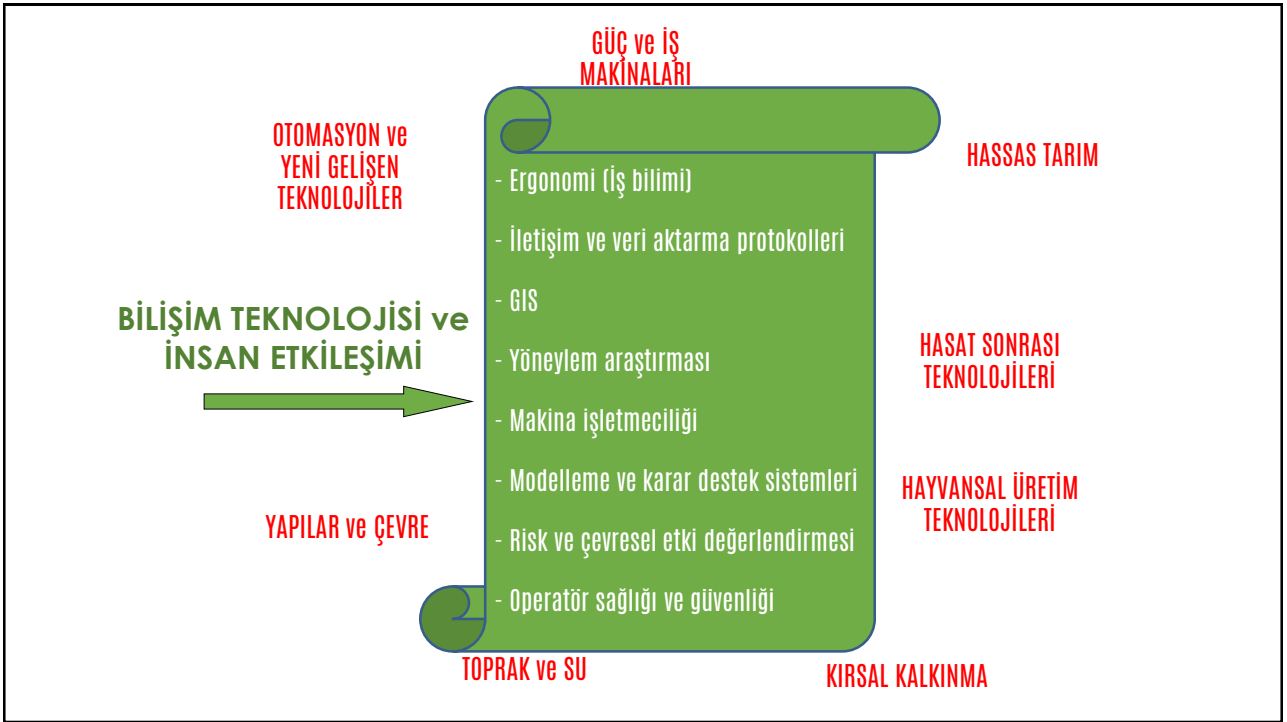 GÜÇ ve İŞ
MAKİNALARI
OTOMASYON ve
YENİ GELİŞEN
TEKNOLOJİLER
HASSAS TARIM
- Ergonomi (İş bilimi)
- İletişim ve veri aktarma protokolleri
- GIS
- Yöneylem araştırması
- Makina işletmeciliği
- Modelleme ve karar destek sistemleri
- Risk ve çevresel etki değerlendirmesi
- Operatör sağlığı ve güvenliği
BİLİŞİM TEKNOLOJİSİ ve
İNSAN ETKİLEŞİMİ
HASAT SONRASI
TEKNOLOJİLERİ
HAYVANSAL ÜRETİM
TEKNOLOJİLERİ
YAPILAR ve ÇEVRE
TOPRAK ve SU
KIRSAL KALKINMA